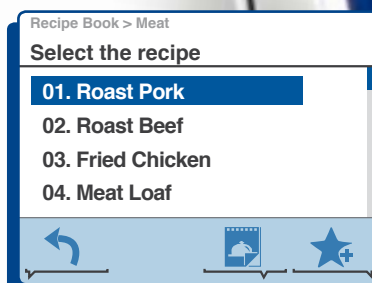 Recipe Book > Meat
Select the recipe
01. Roast Pork
02. Roast Beef
03. Fried Chicken
04. Meat Loaf